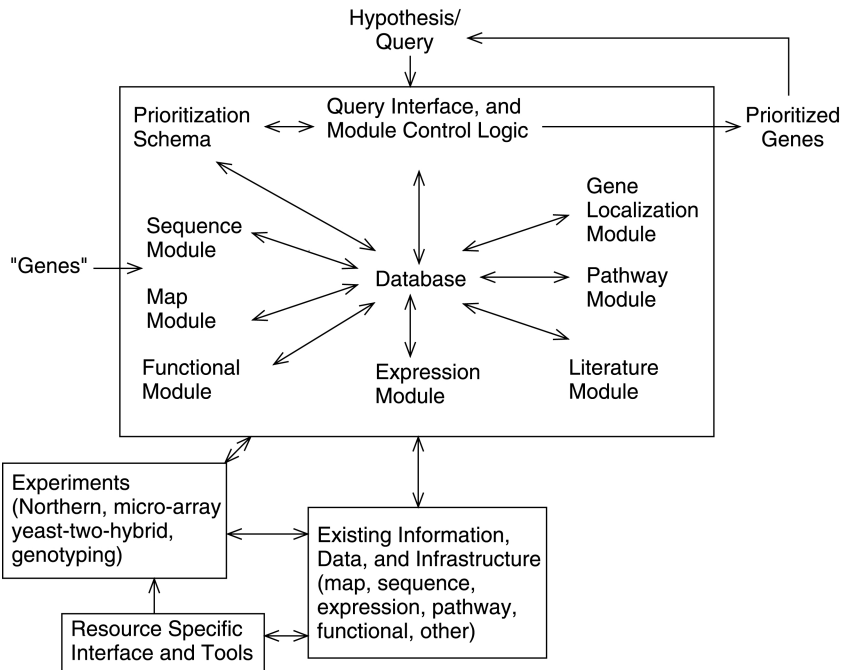 Hypothesis/
Query
Prioritization
Schema
Query Interface, and
Module Control Logic
Prioritized
Genes
Gene
Localization
Module
Sequence
Module
"Genes"
Database
Pathway
Module
Map
Module
Functional
Module
Expression
Module
Literature
Module
Experiments
(Northern, micro-array
yeast-two-hybrid,
genotyping)
Existing Information,
Data, and Infrastructure
(map, sequence,
expression, pathway,
functional, other)
Resource Specific
Interface and Tools